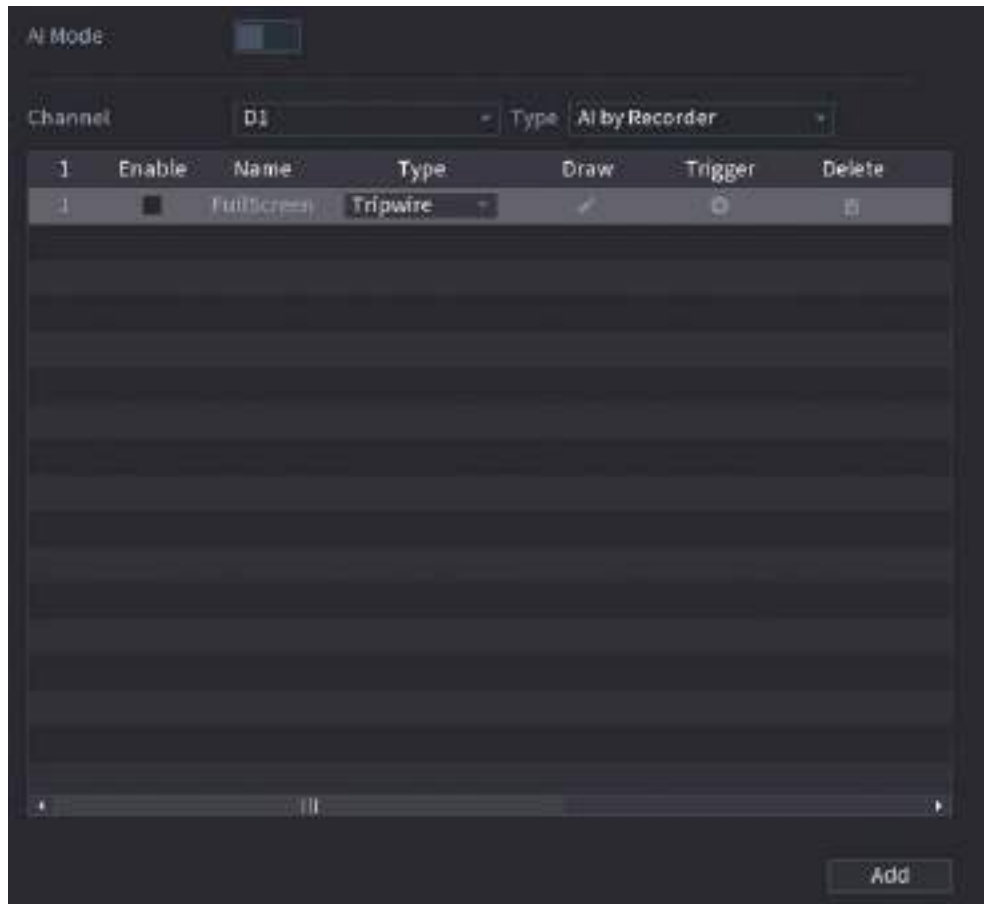 AI Mode
Channel D1 Type AI by Recorder
1 Enable Name Type Draw Trigger Delete
1 FullScreen Tripwire
Add